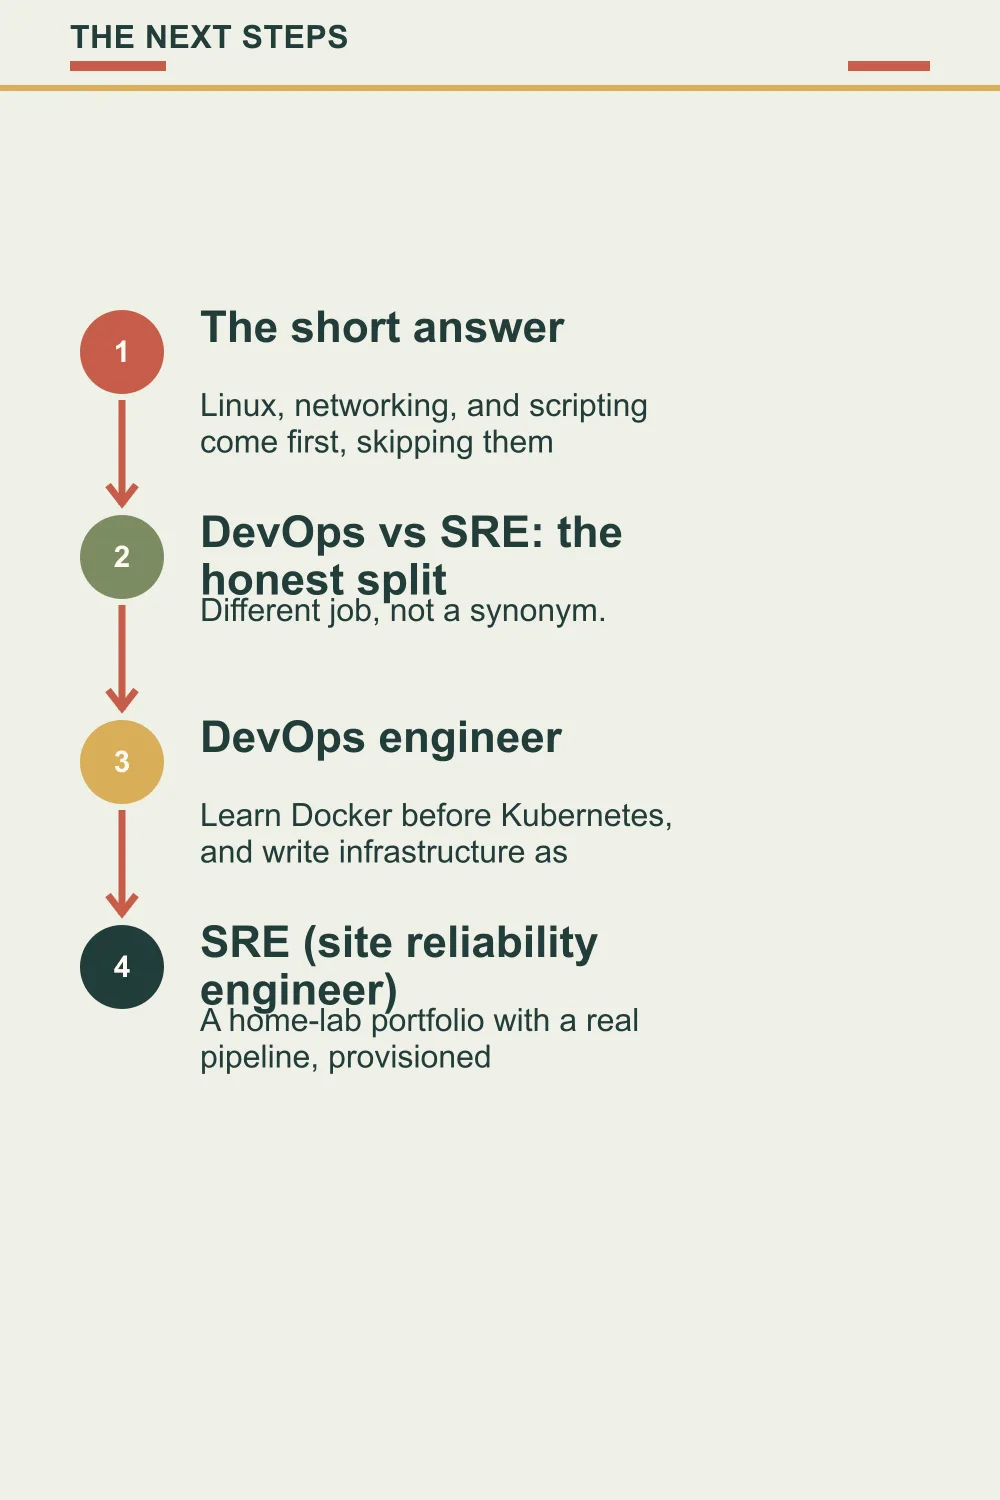 THE NEXT STEPS
1
The short answer
Linux, networking, and scripting
come first, skipping them
2
DevOps vs SRE: the
honest split
Different job, not a synonym.
3
DevOps engineer
Learn Docker before Kubernetes,
and write infrastructure as
4
SRE (site reliability
engineer)
A home-lab portfolio with a real
pipeline, provisioned